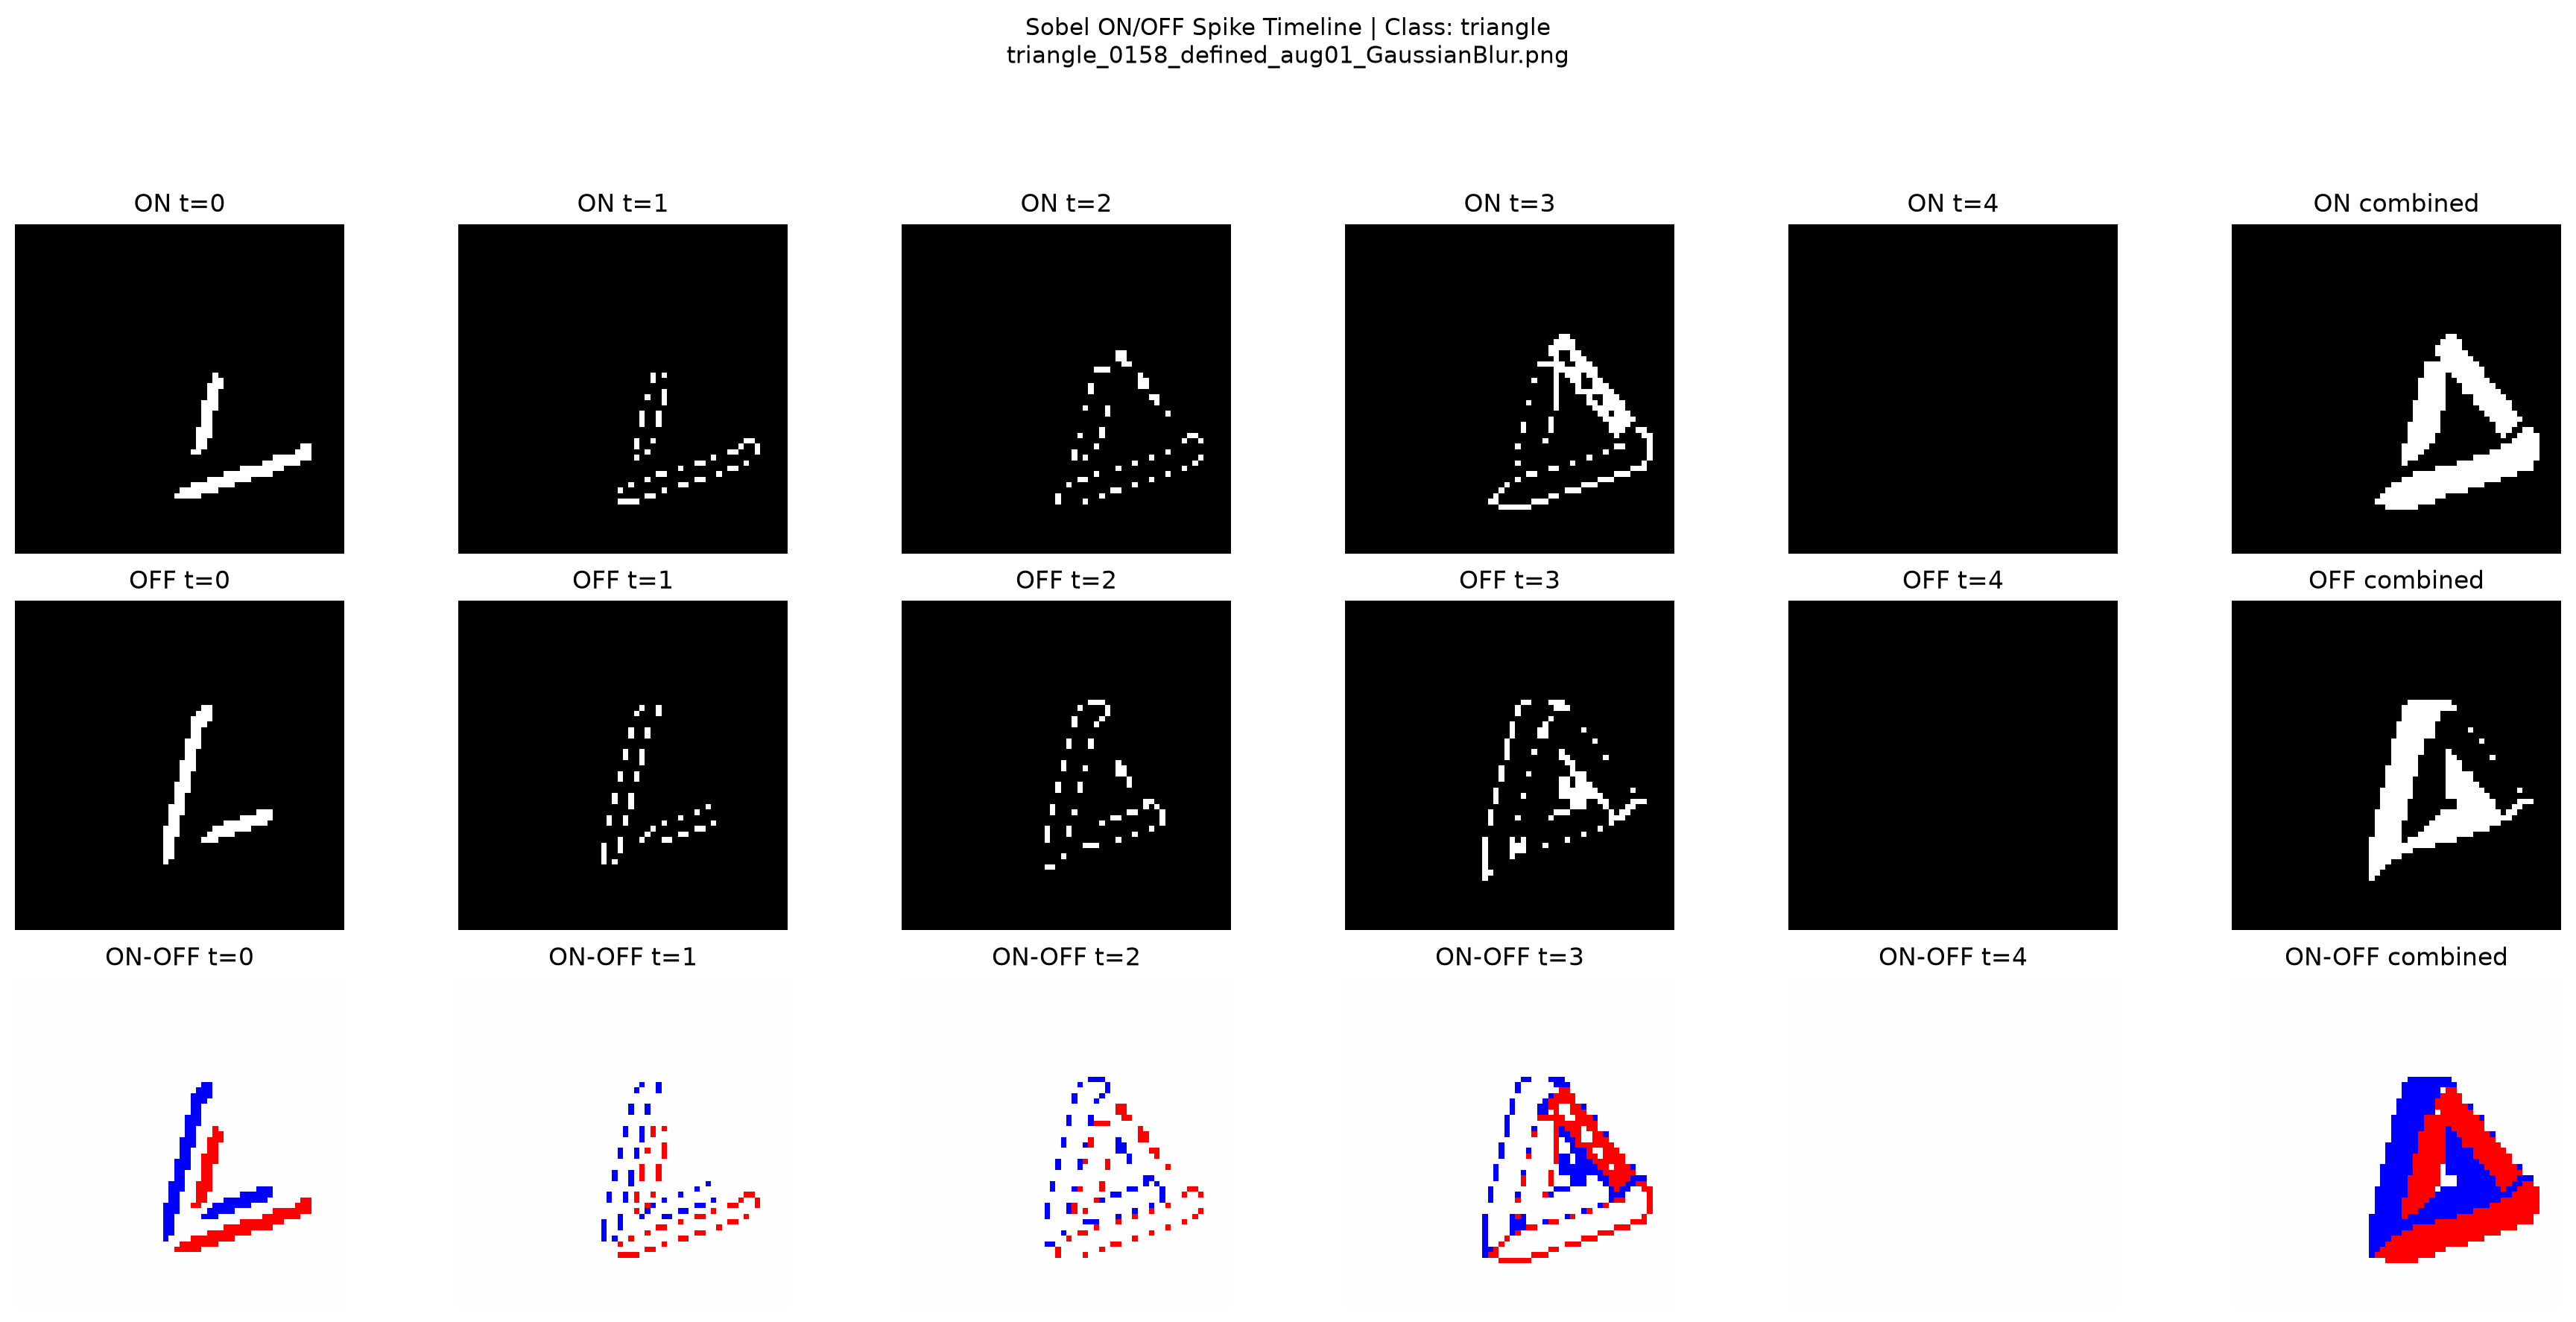 Sobel ON/OFF Spike Timeline | Class: triangle
triangle_0158_defined_aug01_GaussianBlur.png
ON t=0
ON t=1
ON t=2
ON t=3
ON t=4
ON combined
OFF t=0
OFF t=1
OFF t=2
OFF t=3
OFF t=4
OFF combined
ON-OFF t=0
ON-OFF t=1
ON-OFF t=2
ON-OFF t=3
ON-OFF t=4
ON-OFF combined